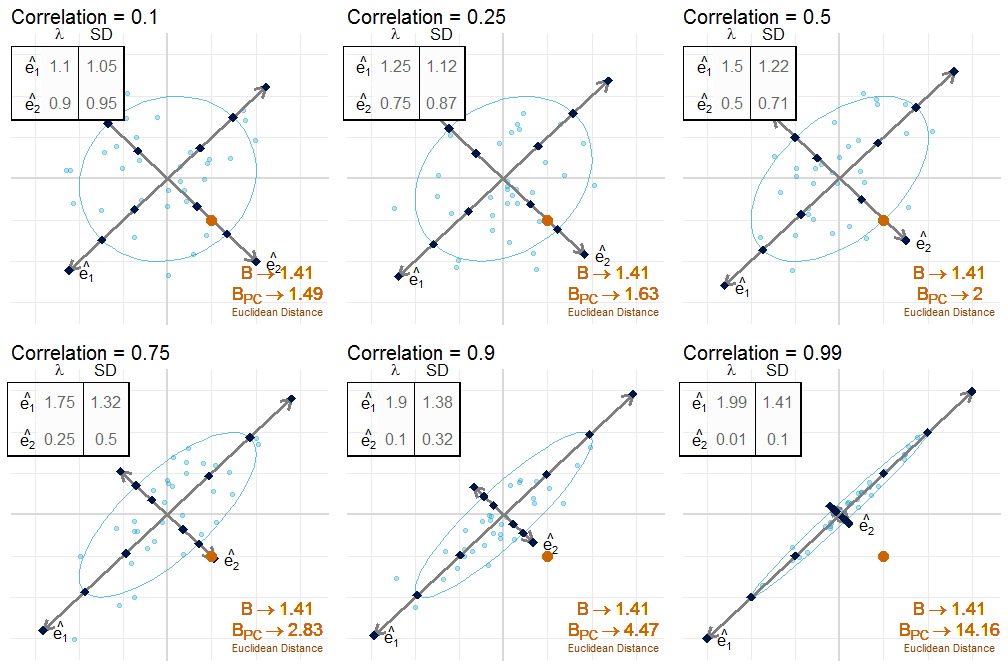 Correlation = 0.1
λ SD
ê1 1.1 1.05
ê2 0.9 0.95
ê1
ê2
B → 1.41
BPC → 1.49
Euclidean Distance
Correlation = 0.25
λ SD
ê1 1.25 1.12
ê2 0.75 0.87
ê1
ê2
B → 1.41
BPC → 1.63
Euclidean Distance
Correlation = 0.5
λ SD
ê1 1.5 1.22
ê2 0.5 0.71
ê2
ê1
B → 1.41
BPC → 2
Euclidean Distance
Correlation = 0.75
λ SD
ê1 1.75 1.32
ê2 0.25 0.5
ê2
ê1
B → 1.41
BPC → 2.83
Euclidean Distance
Correlation = 0.9
λ SD
ê1 1.9 1.38
ê2 0.1 0.32
ê2
ê1
B → 1.41
BPC → 4.47
Euclidean Distance
Correlation = 0.99
λ SD
ê1 1.99 1.41
ê2 0.01 0.1
ê2
ê1
B → 1.41
BPC → 14.16
Euclidean Distance